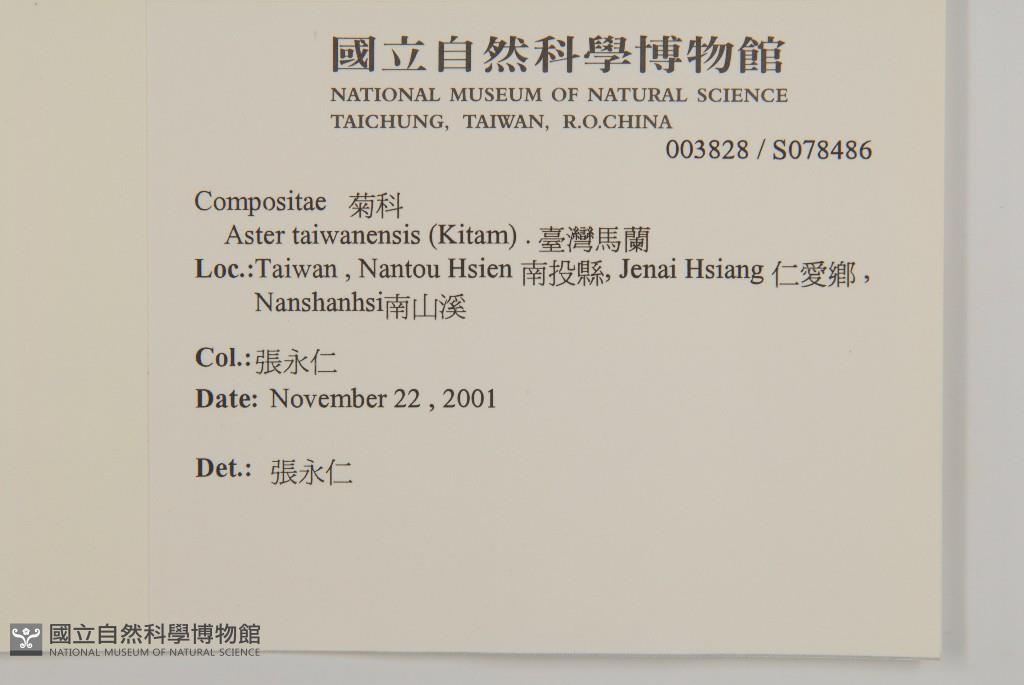 國立自然科學博物館
NATIONAL MUSEUM OF NATURAL SCIENCE
TAICHUNG, TAIWAN, R.O.CHINA
003828 / S078486
Compositae 菊科
Aster taiwanensis (Kitam) . 臺灣馬蘭
Loc.:Taiwan , Nantou Hsien 南投縣, Jenai Hsiang 仁愛鄉 ,
Nanshanhsi南山溪
Col.:張永仁
Date: November 22 , 2001
Det.: 張永仁
國立自然科學博物館
NATIONAL MUSEUM OF NATURAL SCIENCE